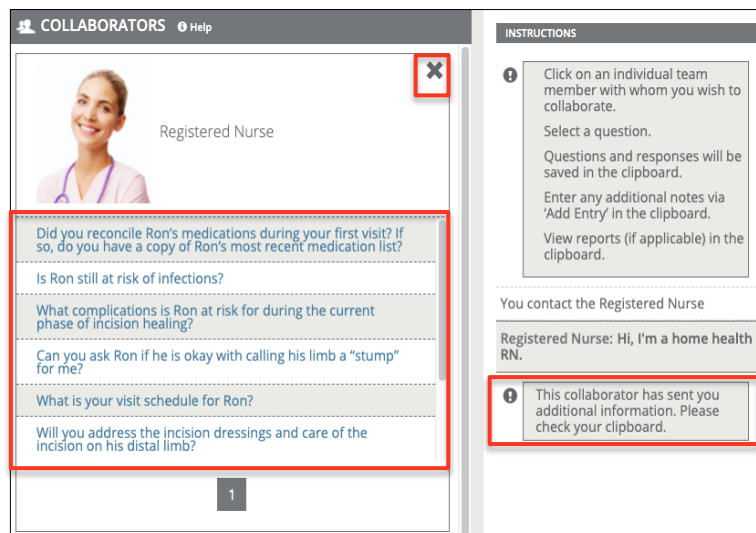 COLLABORATORS Help
Registered Nurse
Did you reconcile Ron's medications during your first visit? If
so, do you have a copy of Ron's most recent medication list?
Is Ron still at risk of infections?
What complications is Ron at risk for during the current
phase of incision healing?
Can you ask Ron if he is okay with calling his limb a “stump”
for me?
What is your visit schedule for Ron?
Will you address the incision dressings and care of the
incision on his distal limb?
1
INSTRUCTIONS
Click on an individual team
member with whom you wish to
collaborate.
Select a question.
Questions and responses will be
saved in the clipboard.
Enter any additional notes via
‘Add Entry’ in the clipboard.
View reports (if applicable) in the
clipboard.
You contact the Registered Nurse
Registered Nurse: Hi, I'm a home health
RN.
This collaborator has sent you
additional information. Please
check your clipboard.